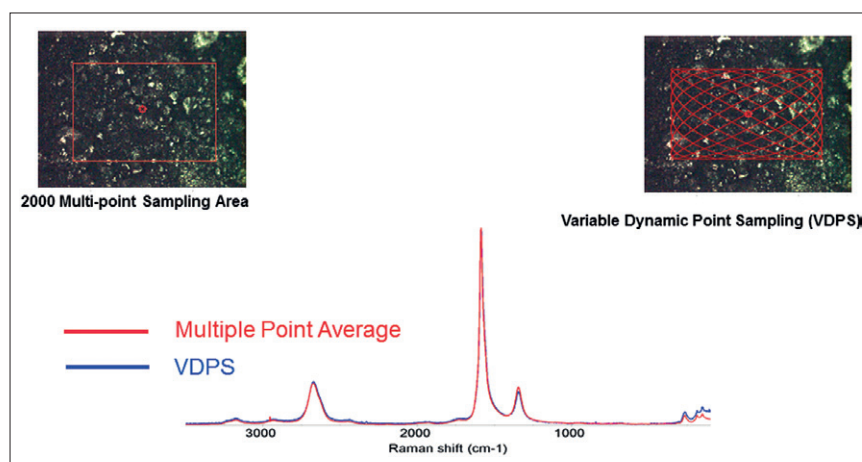 2000 Multi-point Sampling Area
Variable Dynamic Point Sampling (VDPS)
Multiple Point Average
VDPS
3000
2000
1000
Raman shift (cm-1)